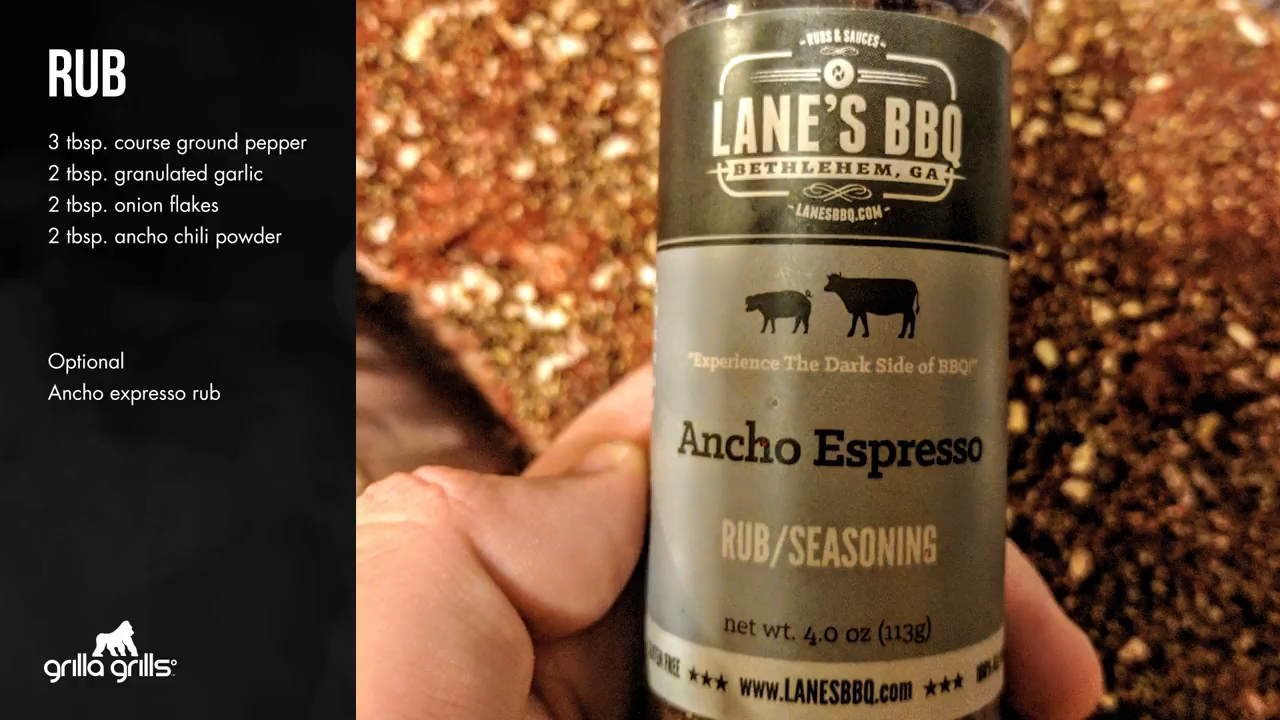 RUB
3 tbsp. course ground pepper
2 tbsp. granulated garlic
2 tbsp. onion flakes
2 tbsp. ancho chili powder
Optional
Ancho expresso rub
grilla grills
RUBS & SAUCES
LANE'S BBQ
BETHLEHEM, GA
LANESBBQ.COM
"Experience The Dark Side of BBQ!"
Ancho Espresso
RUB/SEASONING
net wt. 4.0 oz (113g)
FREE ★★★ www.LANESBBQ.com ★★★